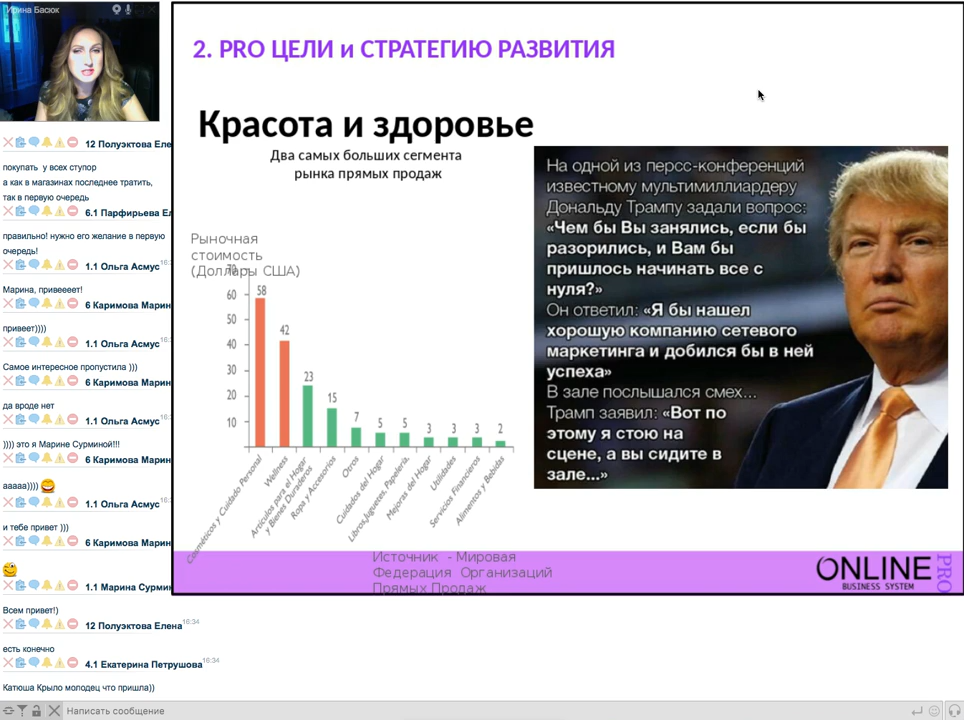 Ирина Басюк
12 Полуэктова Еле
покупать у всех ступор
а как в магазинах последнее тратить,
так в первую очередь
6.1 Парфирьева Ел
правильно! нужно его желание в первую
очередь!
1.1 Ольга Асмус
Марина, привеееет!
6 Каримова Марин
привеет))))
1.1 Ольга Асмус
Самое интересное пропустила )))
6 Каримова Марин
да вроде нет
1.1 Ольга Асмус
)))) это я Марине Сурминой!!!
6 Каримова Марин
ааааа))))
1.1 Ольга Асмус
и тебе привет )))
6 Каримова Марин
1.1 Марина Сурмин
Всем привет!)
12 Полуэктова Елена 16:34
есть конечно
4.1 Екатерина Петрушова 16:34
Катюша Крыло молодец что пришла))
Написать сообщение
2. PRO ЦЕЛИ и СТРАТЕГИЮ РАЗВИТИЯ
Красота и здоровье
Два самых больших сегмента
рынка прямых продаж
Рыночная
стоимость
(Доллары США)
70
60
50
40
30
20
10
58
42
23
15
7
5
5
3
3
3
2
Cosméticos y Cuidado Personal
Wellness
Artículos para el Hogar
y Bienes Duraderos
Ropa y Accesorios
Otros
Cuidados del Hogar
Libros,Juguetes, Papelería,
Mejoras del Hogar
Utilidades
Servicios Financieros
Alimentos y Bebidas
На одной из персс-конференций
известному мультимиллиардеру
Дональду Трампу задали вопрос:
«Чем бы Вы занялись, если бы
разорились, и Вам бы
пришлось начинать все с
нуля?»
Он ответил: «Я бы нашел
хорошую компанию сетевого
маркетинга и добился бы в ней
успеха»
В зале послышался смех...
Трамп заявил: «Вот по
этому я стою на
сцене, а вы сидите в
зале...»
Источник - Мировая
Федерация Организаций
Прямых Продаж
ONLINE
BUSINESS SYSTEM
PRO